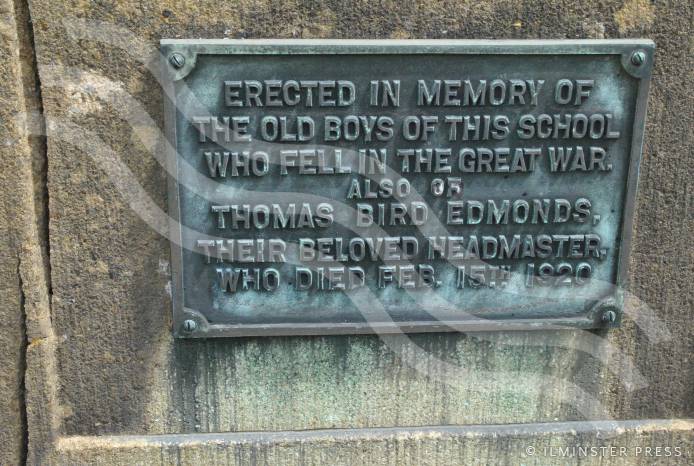 ERECTED IN MEMORY OF
THE OLD BOYS OF THIS SCHOOL
WHO FELL IN THE GREAT WAR.
ALSO OF
THOMAS BIRD EDMONDS,
THEIR BELOVED HEADMASTER,
WHO DIED FEB. 15TH 1920
© ILMINSTER PRESS